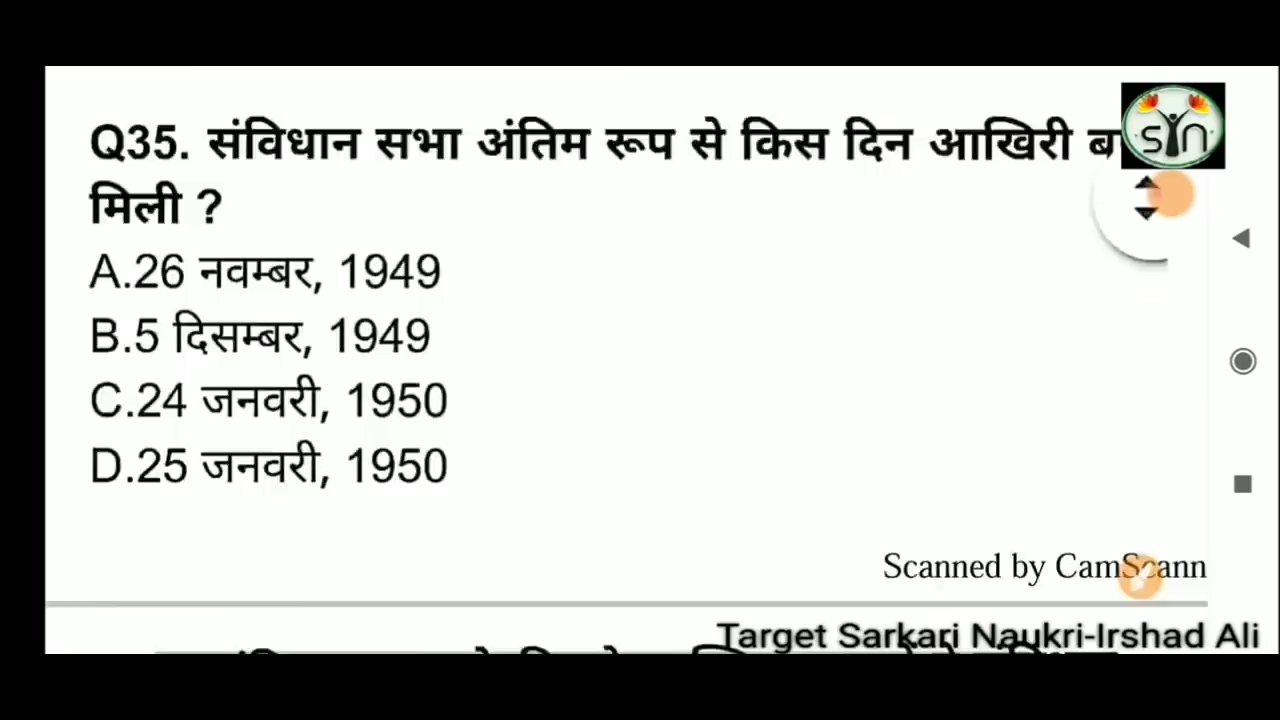 Q35. संविधान सभा अंतिम रूप से किस दिन आखिरी
मिली ?
A.26 नवम्बर, 1949
B.5 दिसम्बर, 1949
C.24 जनवरी, 1950
D.25 जनवरी, 1950
SYN
Scanned by CamScann
Target Sarkari Naukri-Irshad Ali